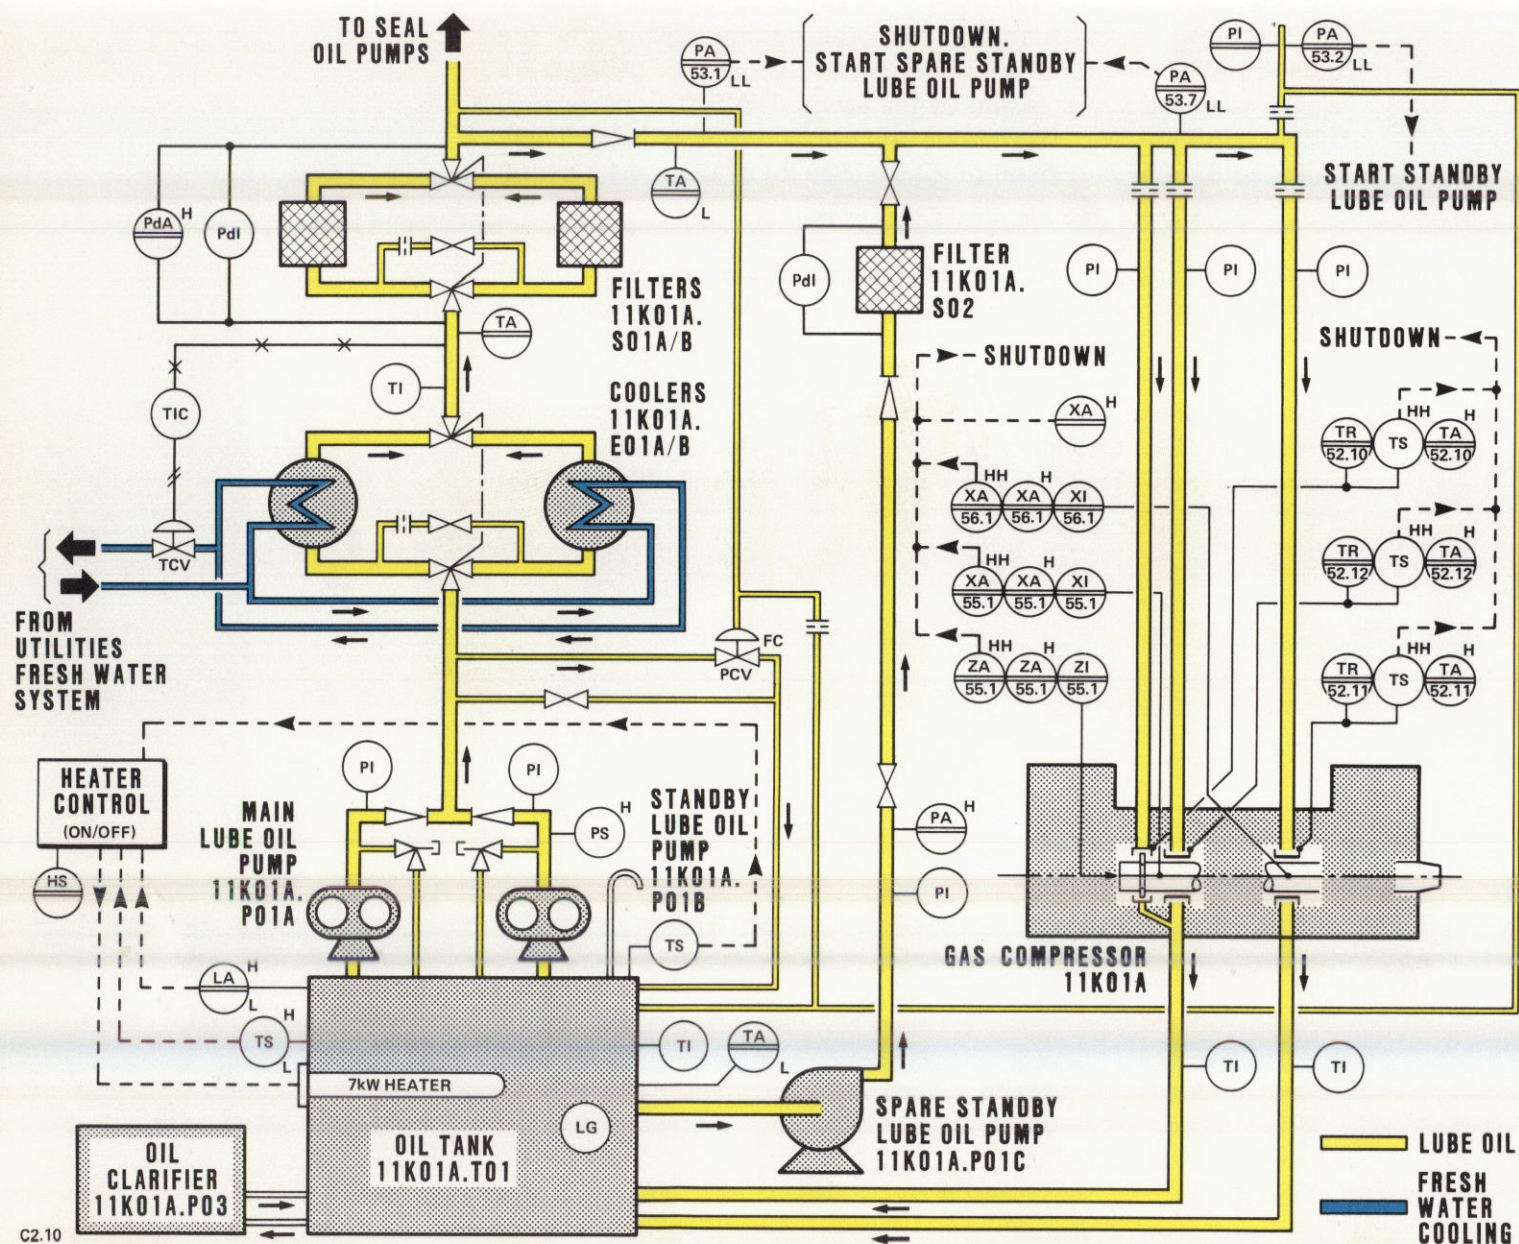 TO SEAL
OIL PUMPS
PA
53.1
LL
SHUTDOWN.
START SPARE STANDBY
LUBE OIL PUMP
PA
53.7
LL
PI
PA
53.2
LL
START STANDBY
LUBE OIL PUMP
TA
L
PdA
H
PdI
FILTERS
11K01A.
S01A/B
PdI
FILTER
11K01A.
S02
PI
PI
PI
TA
TI
TIC
COOLERS
11K01A.
E01A/B
TCV
FROM
UTILITIES
FRESH WATER
SYSTEM
FC
PCV
SHUTDOWN
XA
H
HH
H
XA
56.1
XA
56.1
XI
56.1
HH
H
XA
55.1
XA
55.1
XI
55.1
HH
H
ZA
55.1
ZA
55.1
ZI
55.1
SHUTDOWN
HH
H
TR
52.10
TS
TA
52.10
HH
H
TR
52.12
TS
TA
52.12
HH
H
TR
52.11
TS
TA
52.11
HEATER
CONTROL
(ON/OFF)
HS
MAIN
LUBE OIL
PUMP
11K01A.
P01A
PI
PI
PS
H
STANDBY
LUBE OIL
PUMP
11K01A.
P01B
TS
PA
H
PI
GAS COMPRESSOR
11K01A
LA
H
L
TS
H
L
7kW HEATER
TI
TA
L
TI
TI
LG
OIL TANK
11K01A.T01
SPARE STANDBY
LUBE OIL PUMP
11K01A.P01C
OIL
CLARIFIER
11K01A.P03
LUBE OIL
FRESH
WATER
COOLING
C2.10